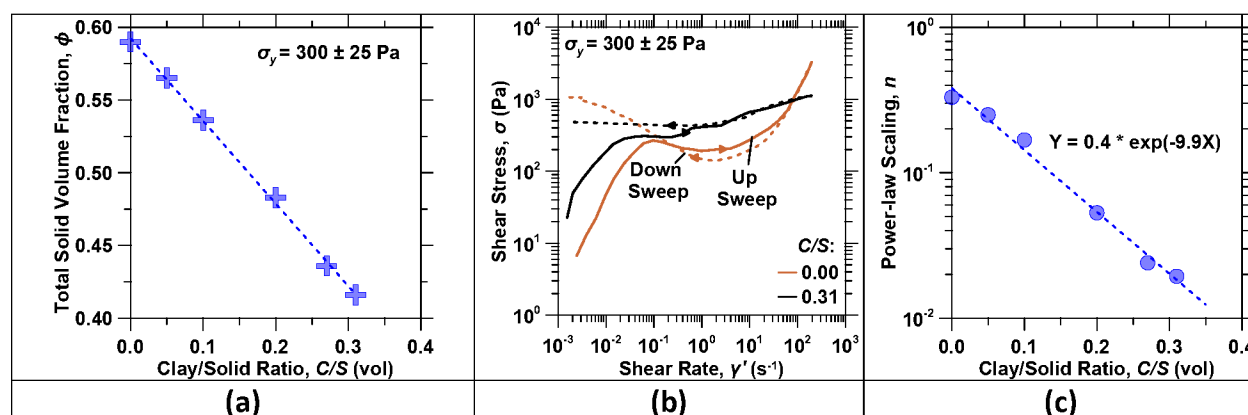 0.60
0.55
0.50
0.45
0.40
Total Solid Volume Fraction, ϕ
σy = 300 ± 25 Pa
0.0 0.1 0.2 0.3 0.4
Clay/Solid Ratio, C/S (vol)
(a)
10⁴
10³
10²
10¹
10⁰
Shear Stress, σ (Pa)
σy = 300 ± 25 Pa
Down
Sweep
Up
Sweep
C/S:
0.00
0.31
10⁻³ 10⁻² 10⁻¹ 10⁰ 10¹ 10² 10³
Shear Rate, γ′ (s⁻¹)
(b)
10⁰
10⁻¹
10⁻²
Power-law Scaling, n
Y = 0.4 * exp(-9.9X)
0.0 0.1 0.2 0.3 0.4
Clay/Solid Ratio, C/S (vol)
(c)